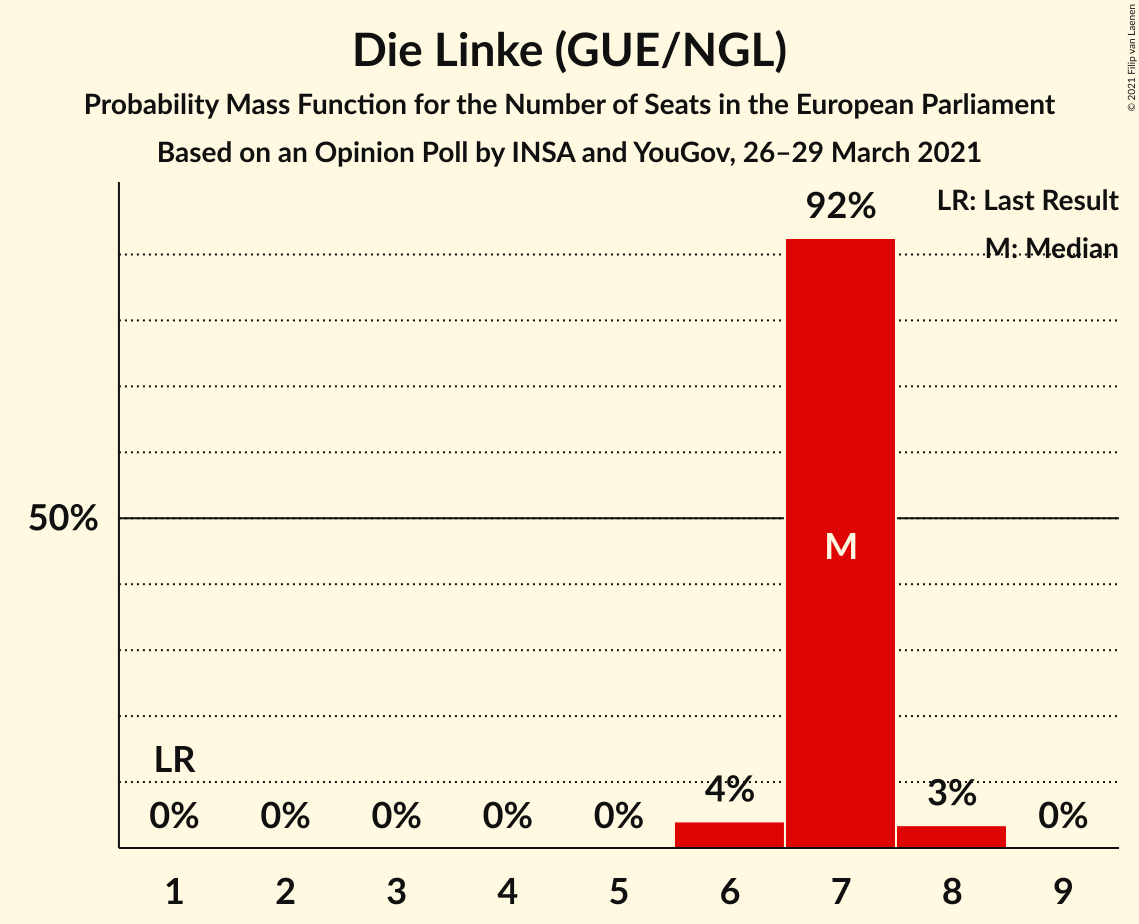 Die Linke (GUE/NGL)
Probability Mass Function for the Number of Seats in the European Parliament
Based on an Opinion Poll by INSA and YouGov, 26–29 March 2021
© 2021 Filip van Laenen
LR: Last Result
M: Median
92%
50%
M
LR
0% 0% 0% 0% 0% 4% 3% 0%
1 2 3 4 5 6 7 8 9